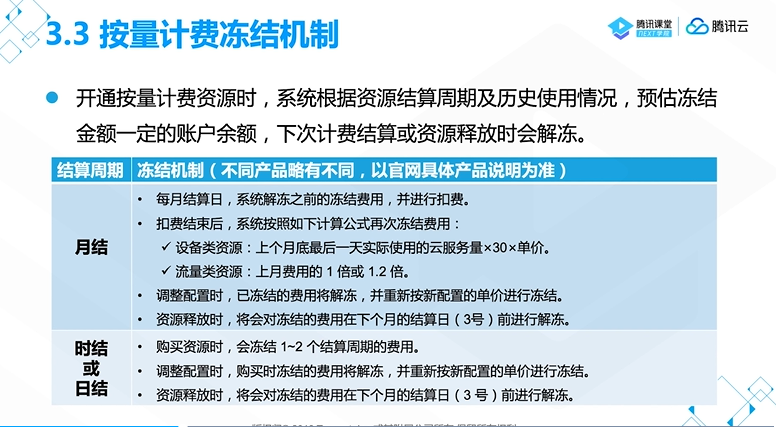 3.3 按量计费冻结机制
腾讯课堂
NEXT学院
腾讯云
● 开通按量计费资源时，系统根据资源结算周期及历史使用情况，预估冻结
金额一定的账户余额，下次计费结算或资源释放时会解冻。
结算周期 冻结机制（不同产品略有不同，以官网具体产品说明为准）
月结
• 每月结算日，系统解冻之前的冻结费用，并进行扣费。
• 扣费结束后，系统按照如下计算公式再次冻结费用：
✓ 设备类资源：上个月底最后一天实际使用的云服务量×30×单价。
✓ 流量类资源：上月费用的 1 倍或 1.2 倍。
• 调整配置时，已冻结的费用将解冻，并重新按新配置的单价进行冻结。
• 资源释放时，将会对冻结的费用在下个月的结算日（3号）前进行解冻。
时结
或
日结
• 购买资源时，会冻结 1~2 个结算周期的费用。
• 调整配置时，购买时冻结的费用将解冻，并重新按新配置的单价进行冻结。
• 资源释放时，将会对冻结的费用在下个月的结算日（3 号）前进行解冻。